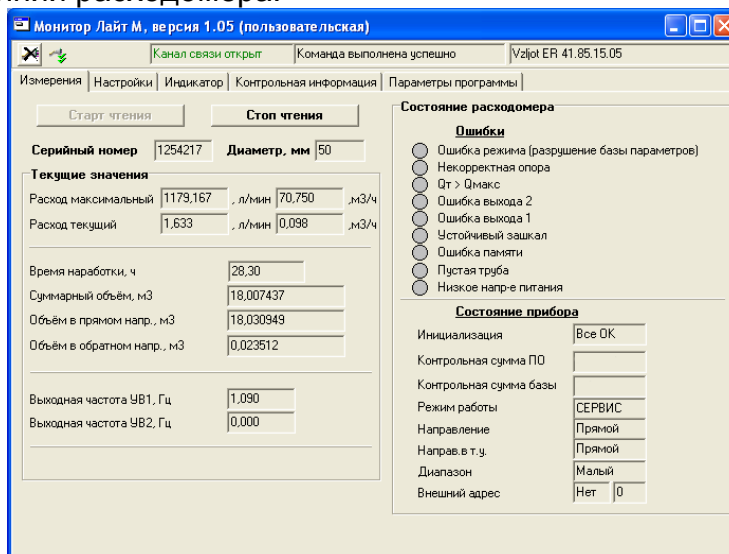 расходомера.
Монитор Лайт М, версия 1.05 (пользовательская)
Канал связи открыт Команда выполнена успешно Vzljot ER 41.85.15.05
Измерения Настройки Индикатор Контрольная информация Параметры программы
Старт чтения Стоп чтения
Серийный номер 1254217 Диаметр, мм 50
Текущие значения
Расход максимальный 1179,167 , л/мин 70,750 ,м3/ч
Расход текущий 1,633 , л/мин 0,098 ,м3/ч
Время наработки, ч 28,30
Суммарный объём, м3 18,007437
Объём в прямом напр., м3 18,030949
Объём в обратном напр., м3 0,023512
Выходная частота УВ1, Гц 1,090
Выходная частота УВ2, Гц 0,000
Состояние расходомера
Ошибки
Ошибка режима (разрушение базы параметров)
Некорректная опора
Qт > Qмакс
Ошибка выхода 2
Ошибка выхода 1
Устойчивый зашкал
Ошибка памяти
Пустая труба
Низкое напр-е питания
Состояние прибора
Инициализация Все ОК
Контрольная сумма ПО
Контрольная сумма базы
Режим работы СЕРВИС
Направление Прямой
Направ.в т.у. Прямой
Диапазон Малый
Внешний адрес Нет 0